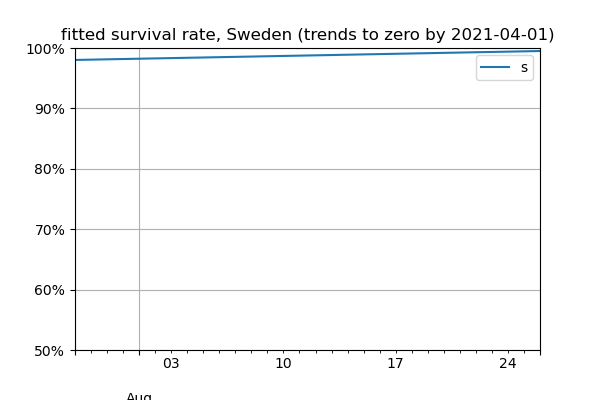 fitted survival rate, Sweden (trends to zero by 2021-04-01)
100%
s
90%
80%
70%
60%
50%
03 10 17 24
Aug